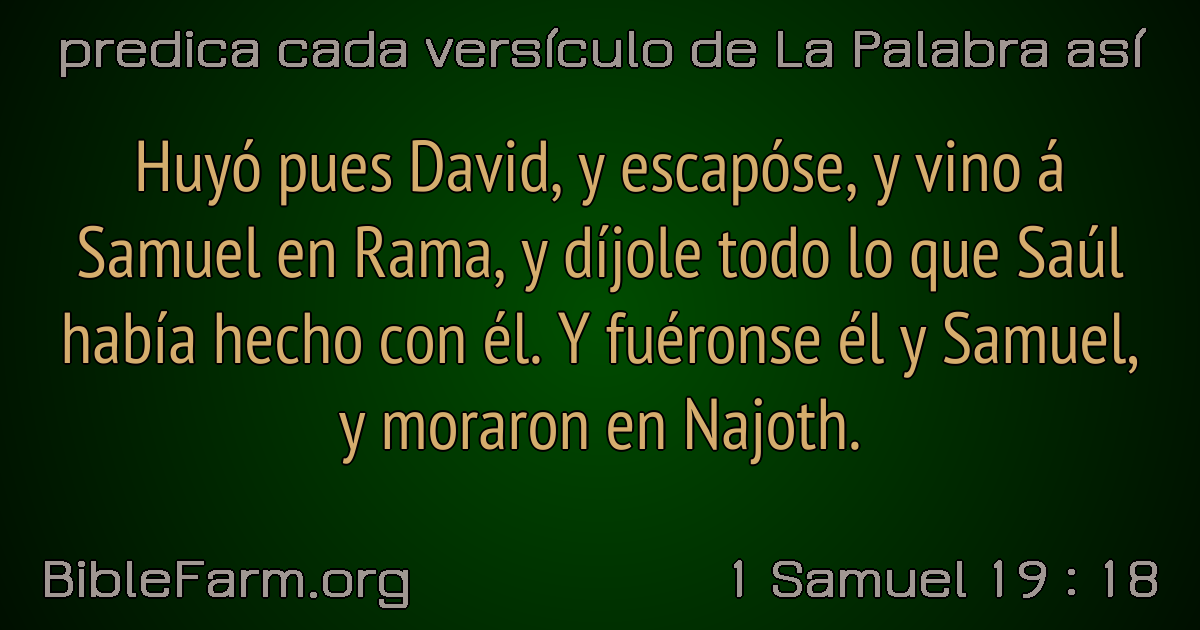 predica cada versículo de La Palabra así
Huyó pues David, y escapóse, y vino á
Samuel en Rama, y díjole todo lo que Saúl
había hecho con él. Y fuéronse él y Samuel,
y moraron en Najoth.
BibleFarm.org
1 Samuel 19 : 18